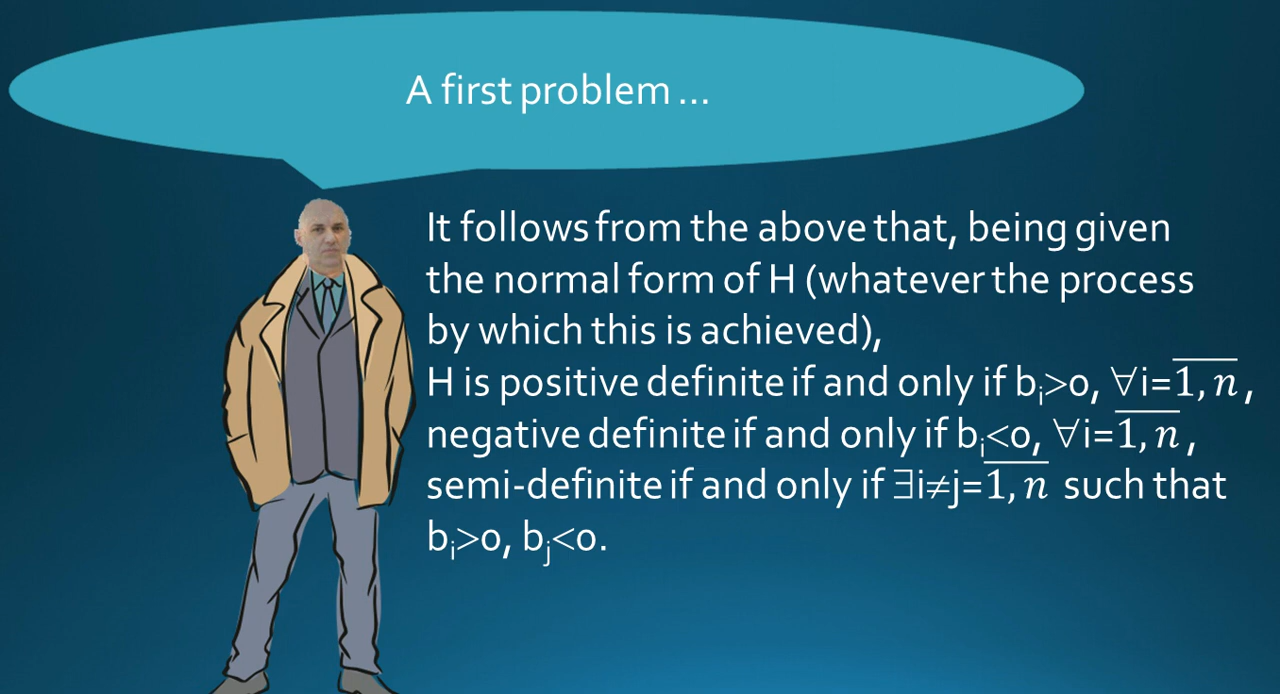 A first problem ...
It follows from the above that, being given
the normal form of H (whatever the process
by which this is achieved),
H is positive definite if and only if bᵢ>0, ∀i=1̅,̅ ̅n̅,
negative definite if and only if bᵢ<0, ∀i=1̅,̅ ̅n̅,
semi-definite if and only if ∃i≠j=1̅,̅ ̅n̅ such that
bᵢ>0, bⱼ<0.